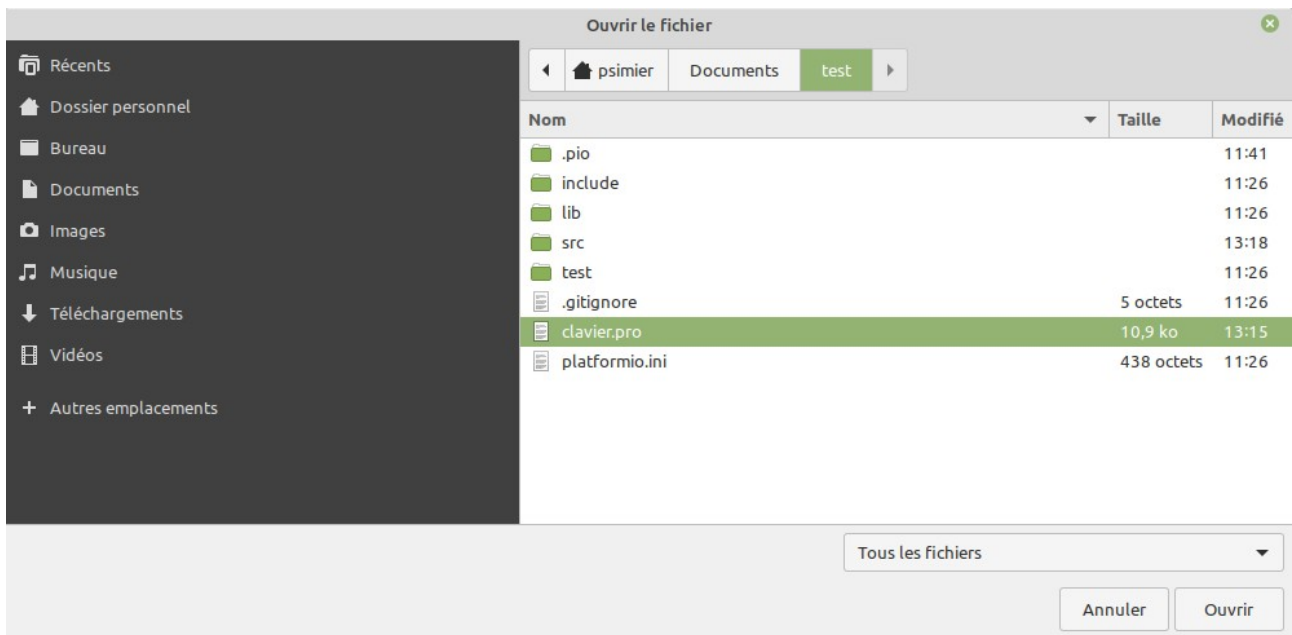 Ouvrir le fichier
Récents
Dossier personnel
Bureau
Documents
Images
Musique
Téléchargements
Vidéos
Autres emplacements
psimier Documents test
Nom Taille Modifié
.pio 11:41
include 11:26
lib 11:26
src 13:18
test 11:26
.gitignore 5 octets 11:26
clavier.pro 10,9 ko 13:15
platformio.ini 438 octets 11:26
Tous les fichiers
Annuler Ouvrir